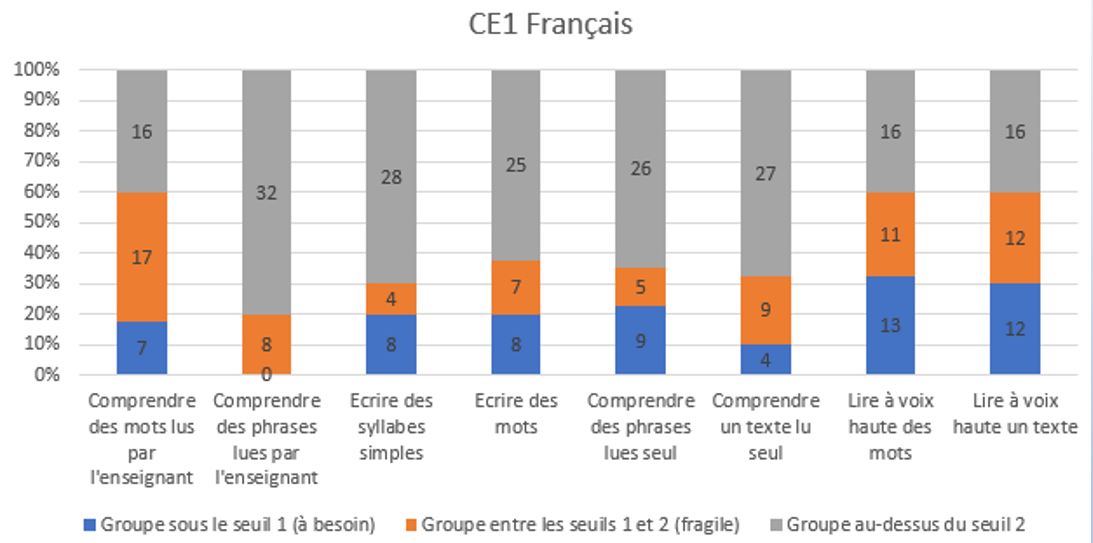 CE1 Français
100%
90%
80%
70%
60%
50%
40%
30%
20%
10%
0%
16
17
7
32
8
0
28
4
8
25
7
8
26
5
9
27
9
4
16
11
13
16
12
12
Comprendre
des mots lus
par
l'enseignant
Comprendre
des phrases
lues par
l'enseignant
Ecrire des
syllabes
simples
Ecrire des
mots
Comprendre
des phrases
lues seul
Comprendre
un texte lu
seul
Lire à voix
haute des
mots
Lire à voix
haute un texte
Groupe sous le seuil 1 (à besoin)
Groupe entre les seuils 1 et 2 (fragile)
Groupe au-dessus du seuil 2